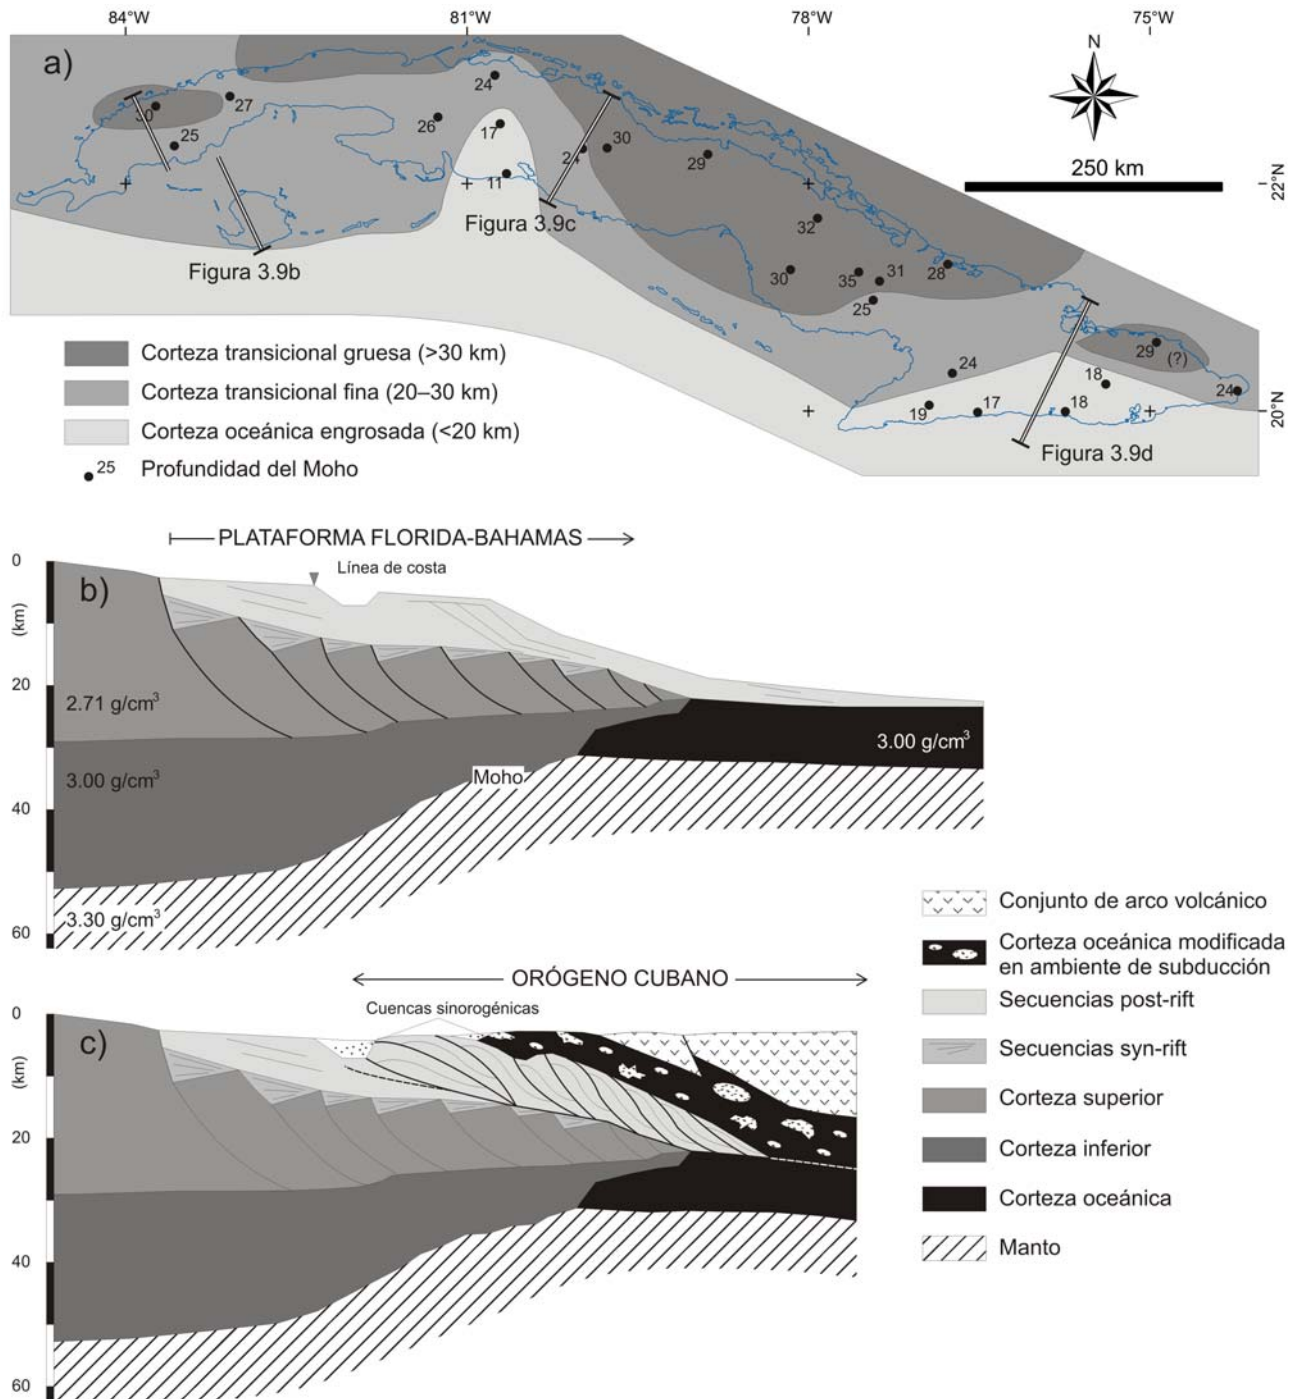 84°W
81°W
78°W
75°W
a)
N
24
30
27
26
25
17
24
30
29
11
250 km
22°N
32
Figura 3.9c
Figura 3.9b
30
35
31
28
25
29
(?)
Corteza transicional gruesa (>30 km)
Corteza transicional fina (20–30 km)
Corteza oceánica engrosada (<20 km)
25 Profundidad del Moho
24
18
24
19
17
18
20°N
Figura 3.9d
PLATAFORMA FLORIDA-BAHAMAS
0
b)
Línea de costa
(km)
20
2.71 g/cm³
3.00 g/cm³
3.00 g/cm³
Moho
40
3.30 g/cm³
60
ORÓGENO CUBANO
Cuencas sinorogénicas
0
c)
(km)
20
40
60
Conjunto de arco volcánico
Corteza oceánica modificada
en ambiente de subducción
Secuencias post-rift
Secuencias syn-rift
Corteza superior
Corteza inferior
Corteza oceánica
Manto